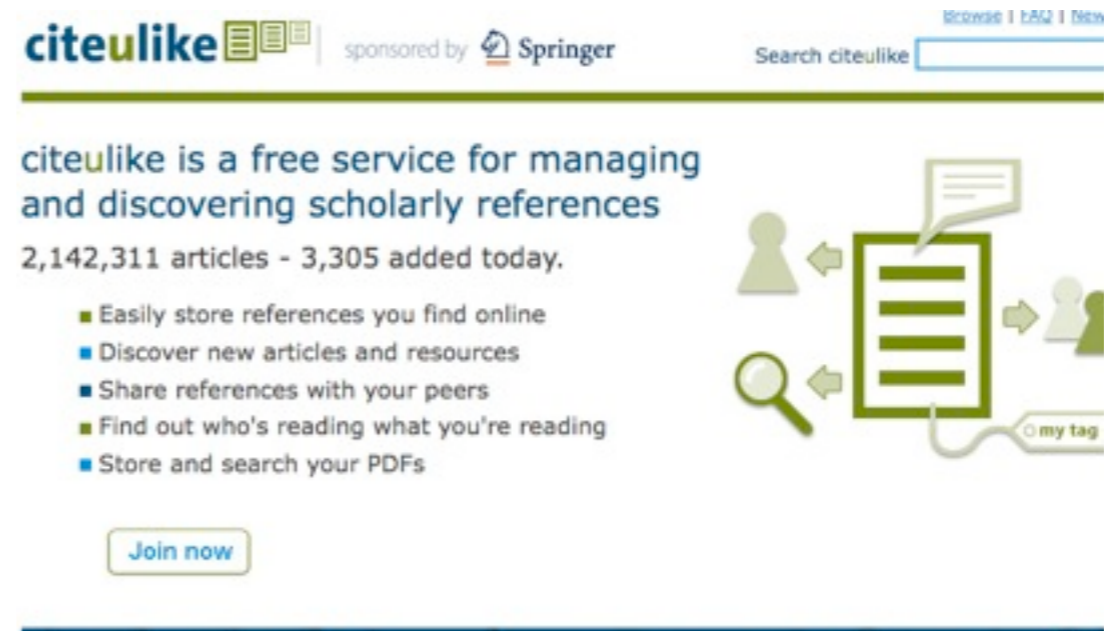 Browse | FAQ | New
citeulike sponsored by Springer Search citeulike
citeulike is a free service for managing
and discovering scholarly references
2,142,311 articles - 3,305 added today.
Easily store references you find online
Discover new articles and resources
Share references with your peers
Find out who's reading what you're reading
Store and search your PDFs
my tag
Join now